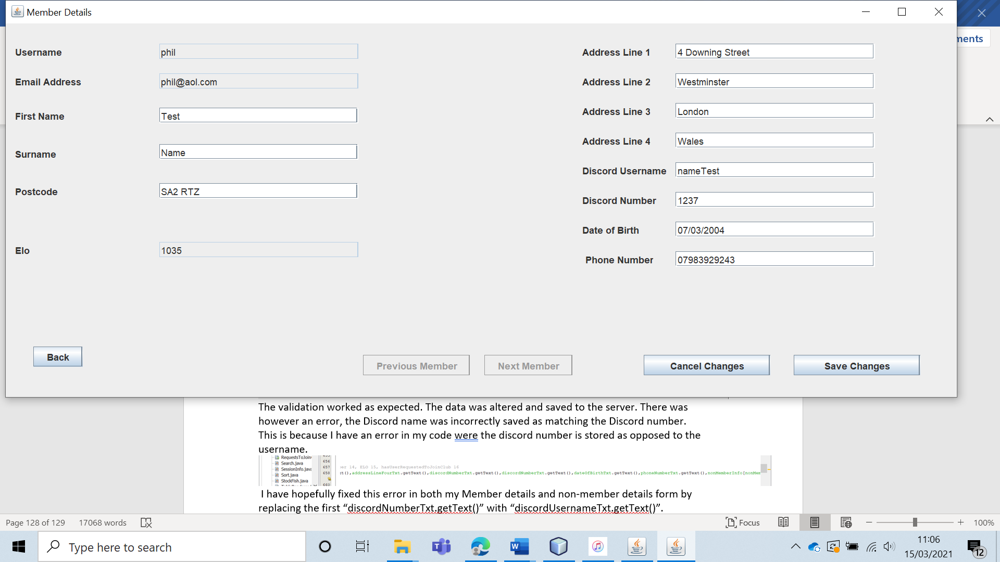 Member Details
ments
Username phil
Email Address phil@aol.com
First Name Test
Surname Name
Postcode SA2 RTZ
Elo 1035
Address Line 1 4 Downing Street
Address Line 2 Westminster
Address Line 3 London
Address Line 4 Wales
Discord Username nameTest
Discord Number 1237
Date of Birth 07/03/2004
Phone Number 07983929243
Back
Previous Member
Next Member
Cancel Changes
Save Changes
The validation worked as expected. The data was altered and saved to the server. There was
however an error, the Discord name was incorrectly saved as matching the Discord number.
This is because I have an error in my code were the discord number is stored as opposed to the
username.
RequestsToJoin
Search.java
SessionInfo.java
Sort.java
StockFish.java
656
657
658
660
er 14, ELO 15, hasUserRequestedToJoinClub 16
t(),addressLineFourTxt.getText(),discordNumberTxt.getText(),discordNumberTxt.getText(),dateOfBirthTxt.getText(),phoneNumberTxt.getText(),nonMemberInfo[nonMem
I have hopefully fixed this error in both my Member details and non-member details form by
replacing the first “discordNumberTxt.getText()” with “discordUsernameTxt.getText()”.
Page 128 of 129 17068 words Focus 100%
Type here to search
11:06
15/03/2021
12